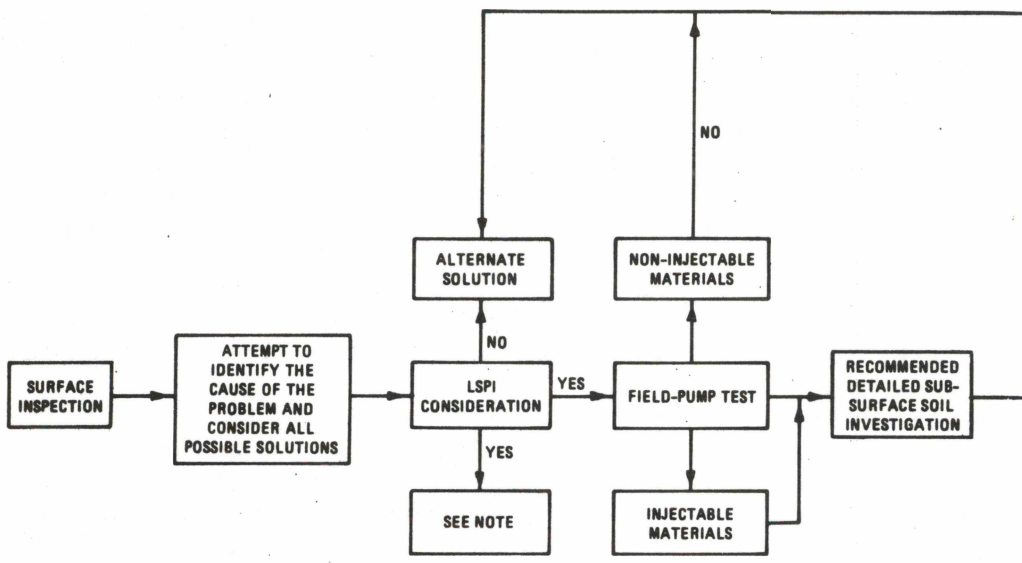 NO
ALTERNATE
SOLUTION
NON-INJECTABLE
MATERIALS
NO
SURFACE
INSPECTION
ATTEMPT TO
IDENTIFY THE
CAUSE OF THE
PROBLEM AND
CONSIDER ALL
POSSIBLE SOLUTIONS
LSPI
CONSIDERATION
YES
FIELD-PUMP TEST
RECOMMENDED
DETAILED SUB-
SURFACE SOIL
INVESTIGATION
YES
SEE NOTE
INJECTABLE
MATERIALS